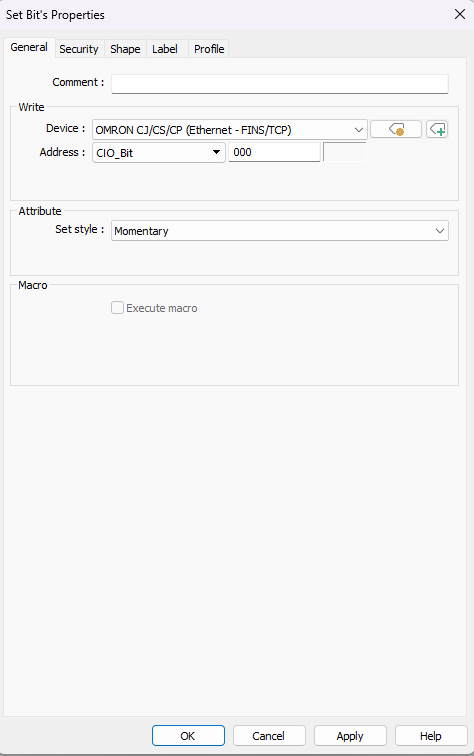 Set Bit's Properties
General Security Shape Label Profile
Comment :
Write
Device : OMRON CJ/CS/CP (Ethernet - FINS/TCP)
Address : CIO_Bit 000
Attribute
Set style : Momentary
Macro
Execute macro
OK Cancel Apply Help